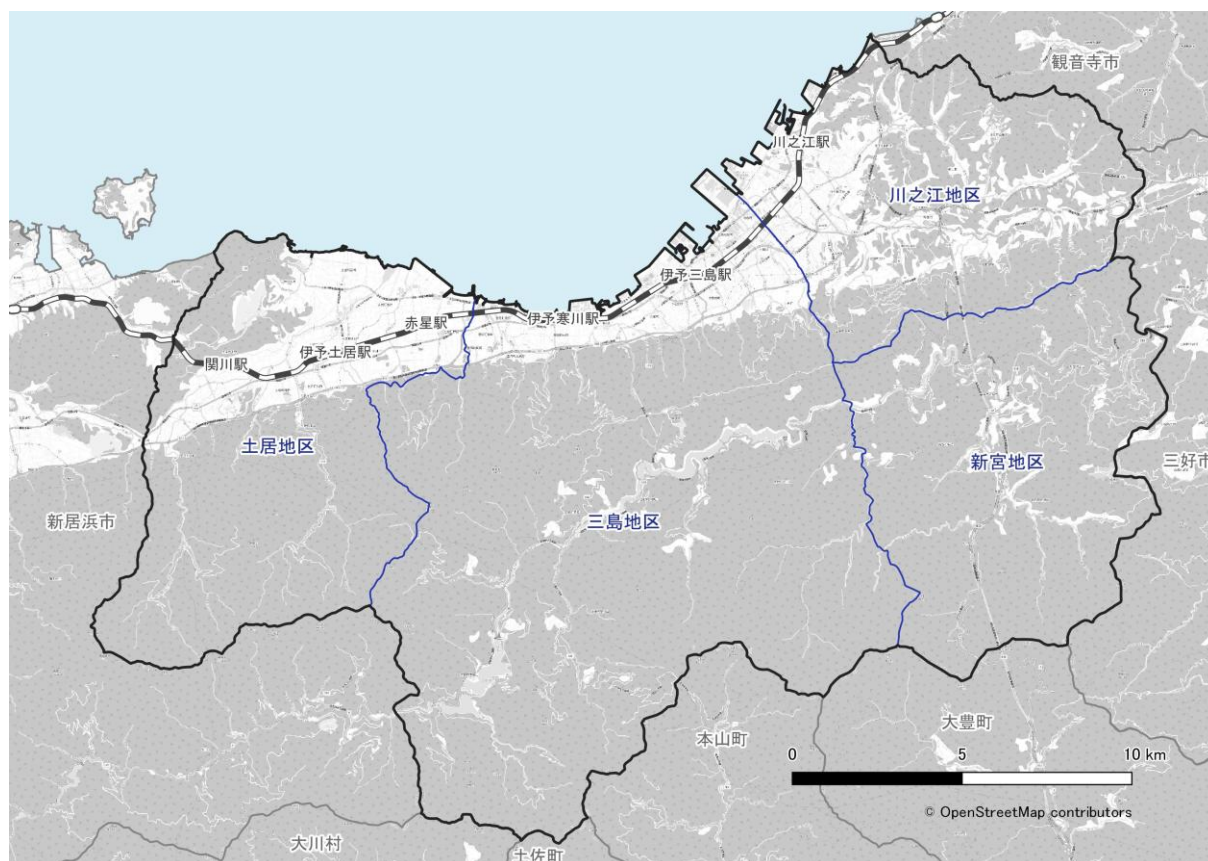 観音寺市
川之江駅
川之江地区
伊予三島駅
伊予寒川駅
赤星駅
伊予土居駅
関川駅
土居地区
新宮地区
三好市
新居浜市
三島地区
本山町
大豊町
0 5 10 km
© OpenStreetMap contributors
大川村
土佐町